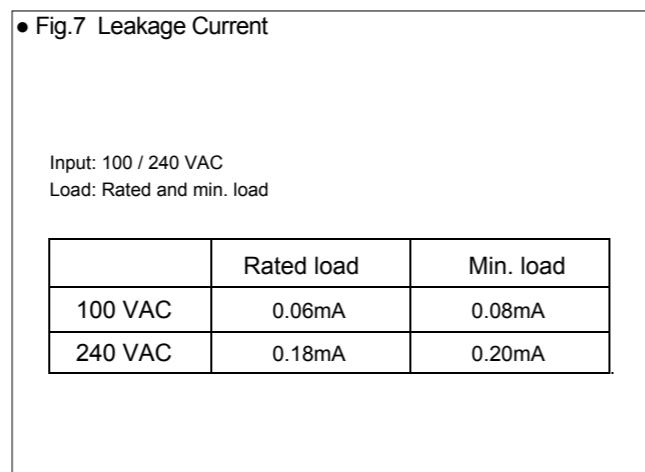 ● Fig.7 Leakage Current
Input: 100 / 240 VAC
Load: Rated and min. load
Rated load Min. load
100 VAC 0.06mA 0.08mA
240 VAC 0.18mA 0.20mA
.